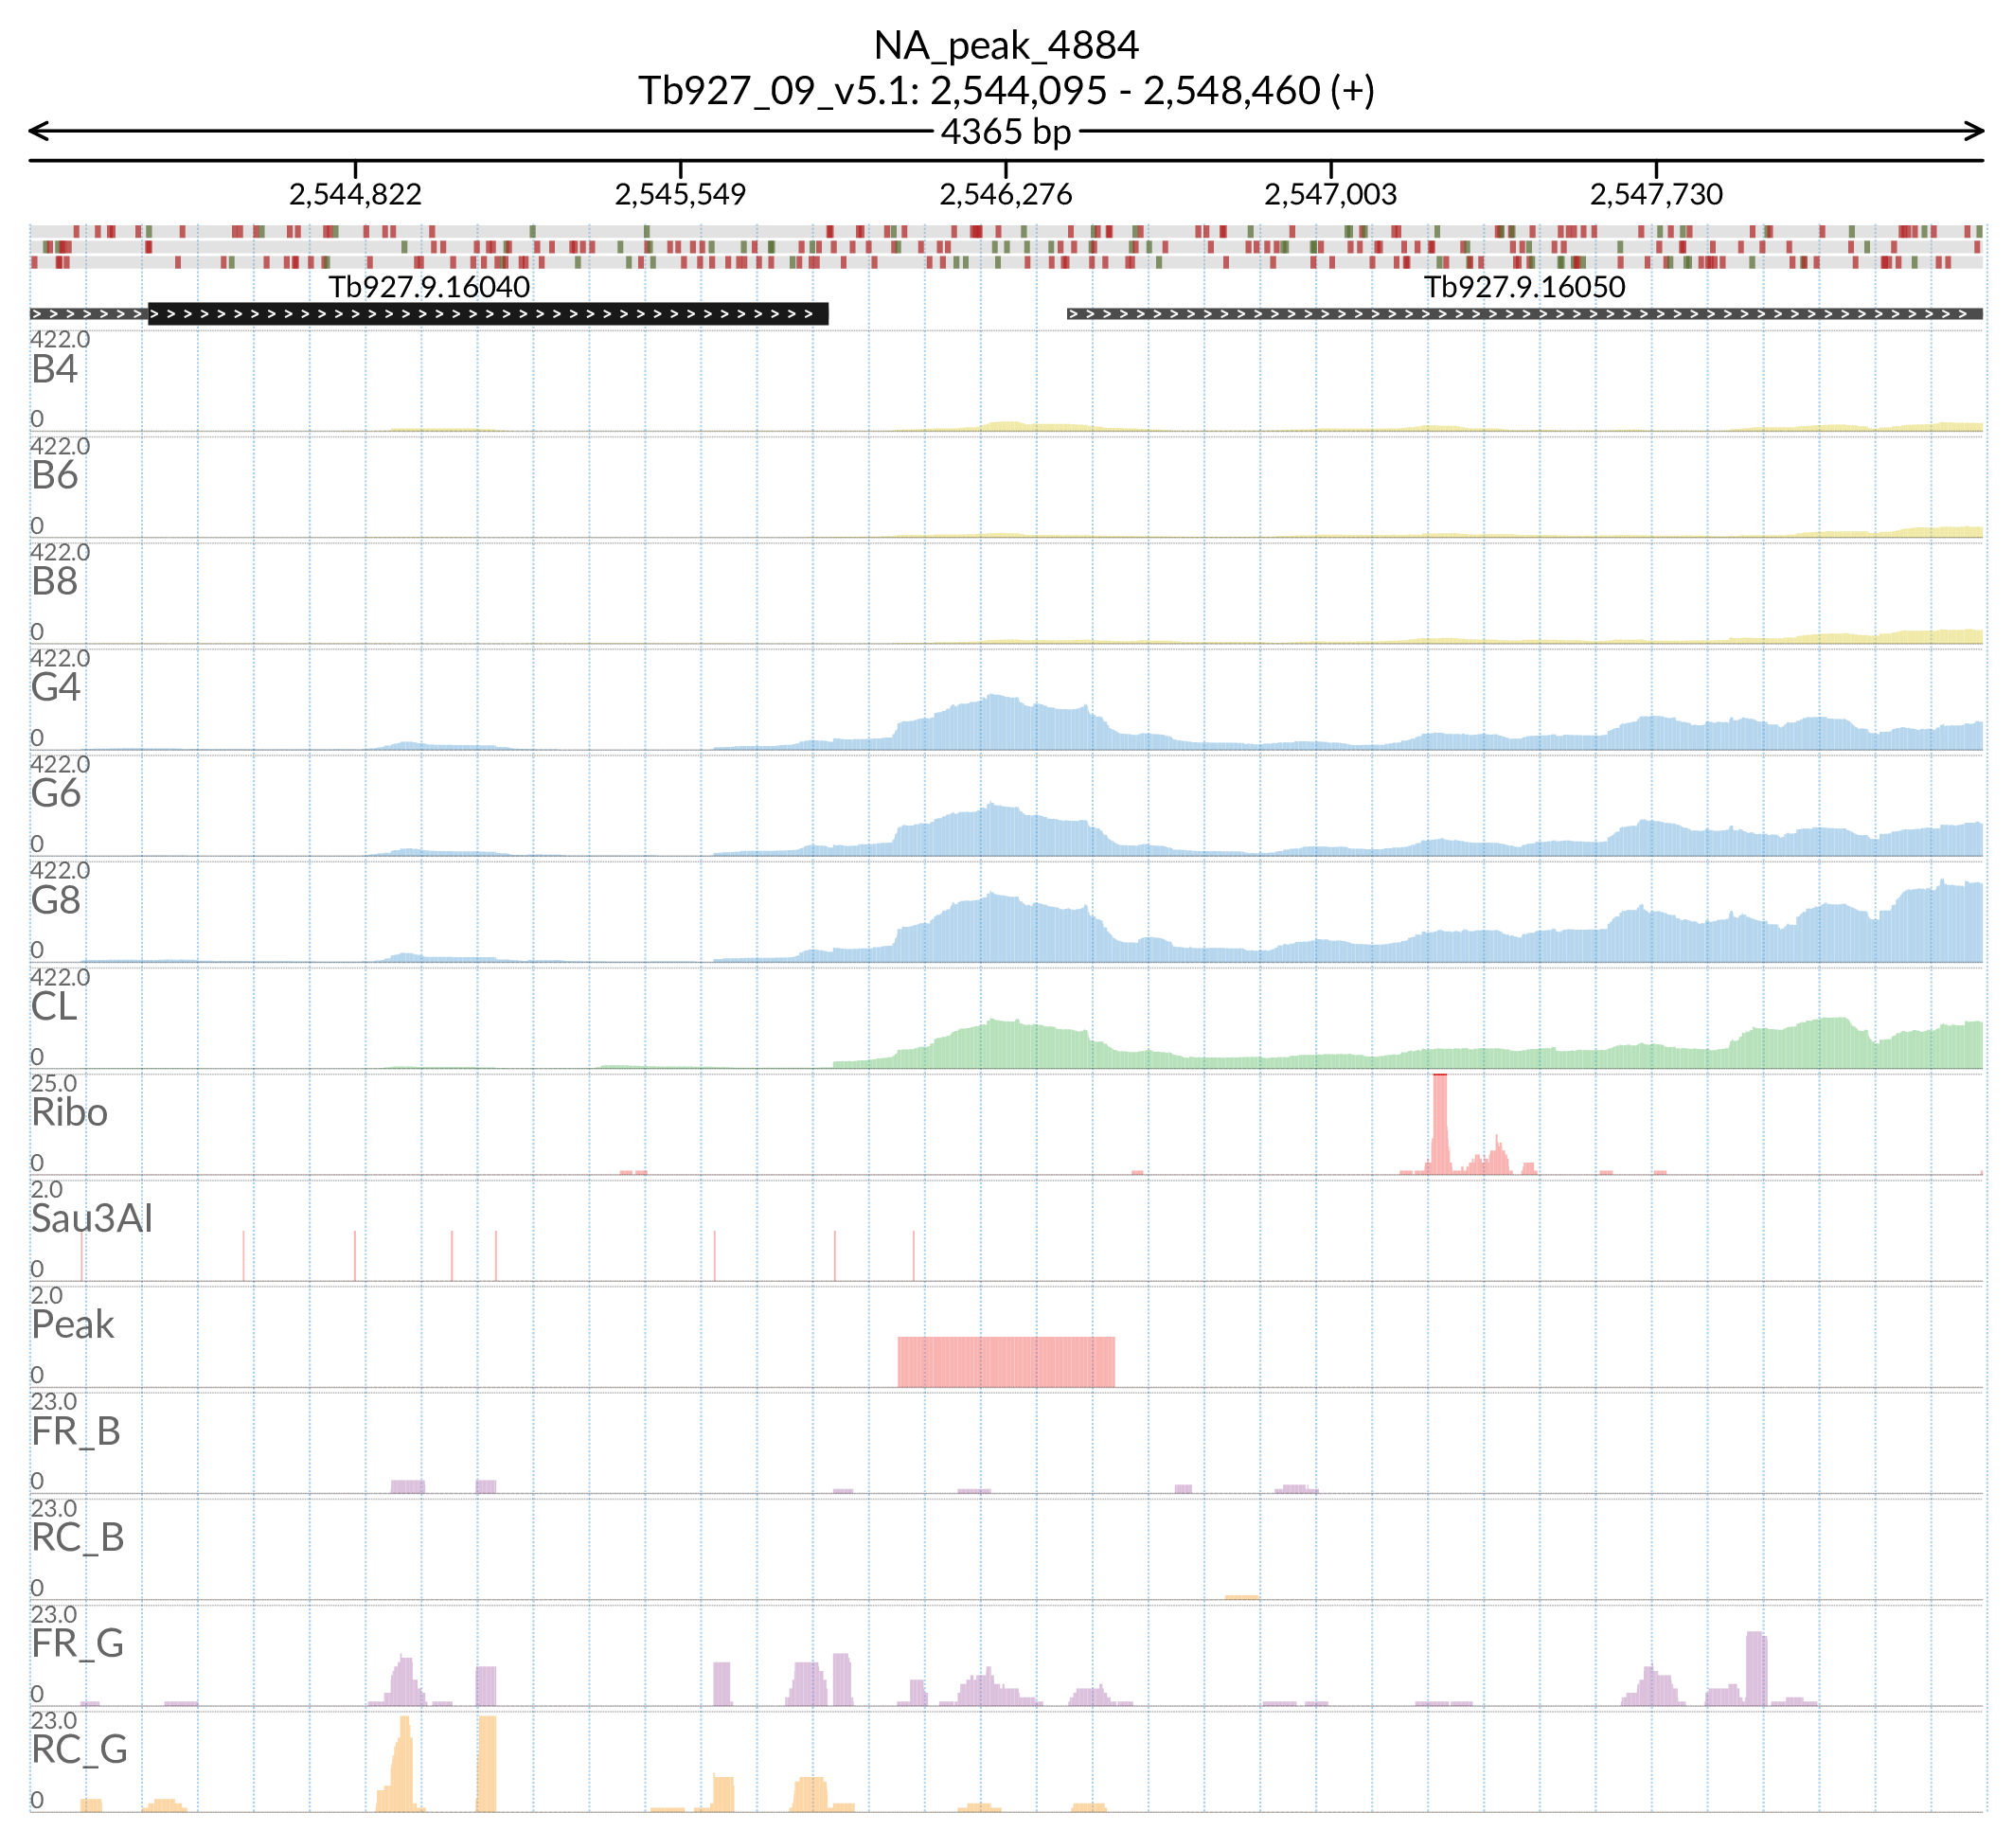 NA_peak_4884
Tb927_09_v5.1: 2,544,095 - 2,548,460 (+)
4365 bp
2,544,822 2,545,549 2,546,276 2,547,003 2,547,730
Tb927.9.16040 Tb927.9.16050
422.0
B4
0
422.0
B6
0
422.0
B8
0
422.0
G4
0
422.0
G6
0
422.0
G8
0
422.0
CL
0
25.0
Ribo
0
2.0
Sau3AI
0
2.0
Peak
0
23.0
FR_B
0
23.0
RC_B
0
23.0
FR_G
0
23.0
RC_G
0